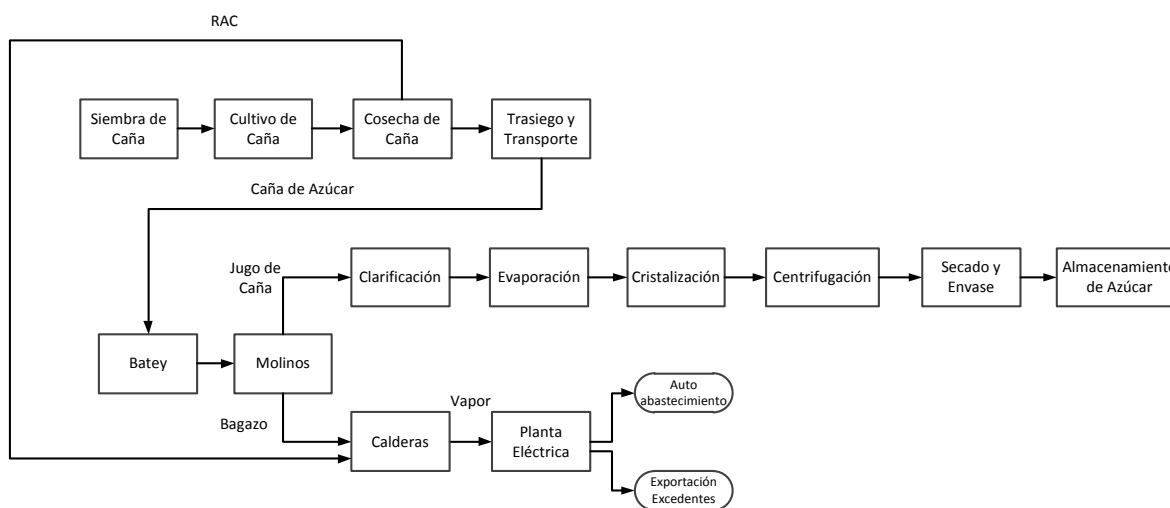 RAC
Siembra de
Caña
Cultivo de
Caña
Cosecha de
Caña
Trasiego y
Transporte
Caña de Azúcar
Jugo de
Caña
Clarificación
Evaporación
Cristalización
Centrifugación
Secado y
Envase
Almacenamiento
de Azúcar
Batey
Molinos
Bagazo
Calderas
Vapor
Planta
Eléctrica
Auto
abastecimiento
Exportación
Excedentes